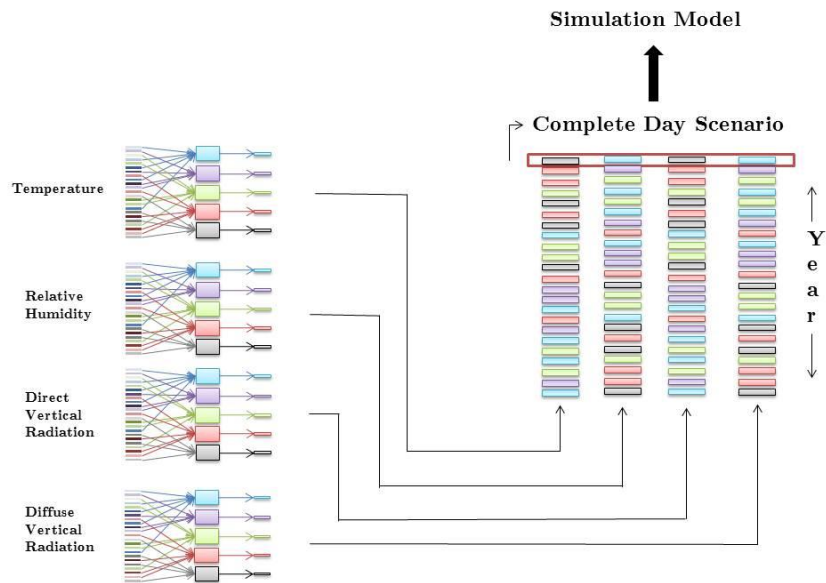 Simulation Model
Complete Day Scenario
Temperature
Relative
Humidity
Direct
Vertical
Radiation
Diffuse
Vertical
Radiation
Y
e
a
r